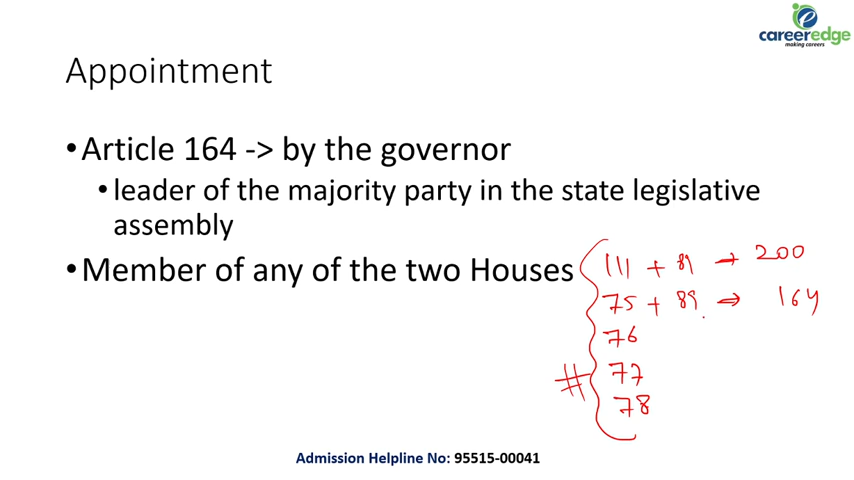 careeredge
making careers
Appointment
•Article 164 -> by the governor
•leader of the majority party in the state legislative
assembly
•Member of any of the two Houses
111 + 89 → 200
75 + 89 ⇒ 164
76
# 77
78
Admission Helpline No: 95515-00041